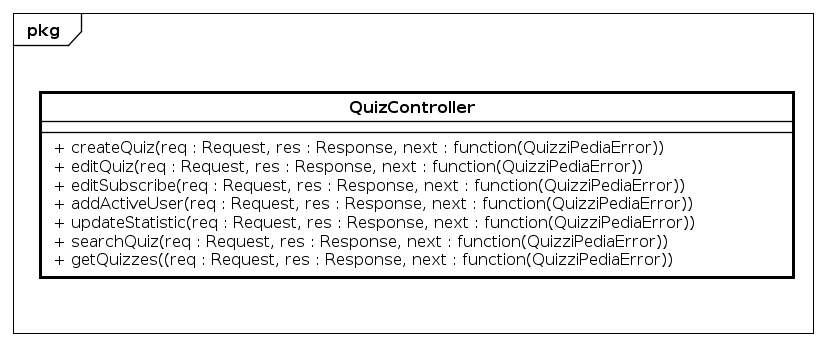 pkg
QuizController
+ createQuiz(req : Request, res : Response, next : function(QuizziPediaError))
+ editQuiz(req : Request, res : Response, next : function(QuizziPediaError))
+ editSubscribe(req : Request, res : Response, next : function(QuizziPediaError))
+ addActiveUser(req : Request, res : Response, next : function(QuizziPediaError))
+ updateStatistic(req : Request, res : Response, next : function(QuizziPediaError))
+ searchQuiz(req : Request, res : Response, next : function(QuizziPediaError))
+ getQuizzes((req : Request, res : Response, next : function(QuizziPediaError))